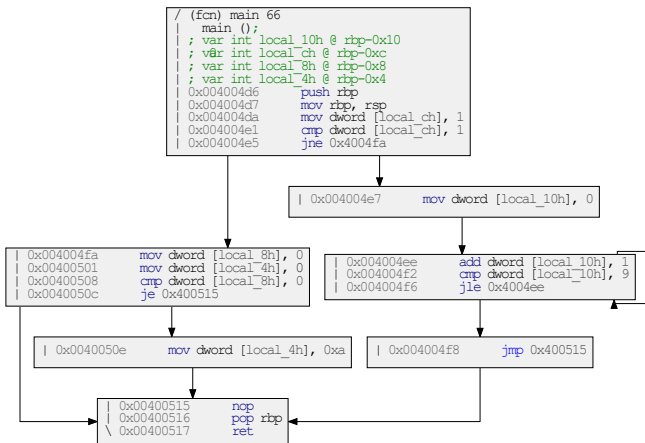 / (fcn) main 66
| main ();
| ; var int local_10h @ rbp-0x10
| ; var int local_ch @ rbp-0xc
| ; var int local_8h @ rbp-0x8
| ; var int local_4h @ rbp-0x4
| 0x004004d6 push rbp
| 0x004004d7 mov rbp, rsp
| 0x004004da mov dword [local_ch], 1
| 0x004004e1 cmp dword [local_ch], 1
| 0x004004e5 jne 0x4004fa
| 0x004004e7 mov dword [local_10h], 0
| 0x004004fa mov dword [local_8h], 0
| 0x00400501 mov dword [local_4h], 0
| 0x00400508 cmp dword [local_8h], 0
| 0x0040050c je 0x400515
| 0x004004ee add dword [local_10h], 1
| 0x004004f2 cmp dword [local_10h], 9
| 0x004004f6 jle 0x4004ee
| 0x0040050e mov dword [local_4h], 0xa
| 0x004004f8 jmp 0x400515
| 0x00400515 nop
| 0x00400516 pop rbp
\ 0x00400517 ret